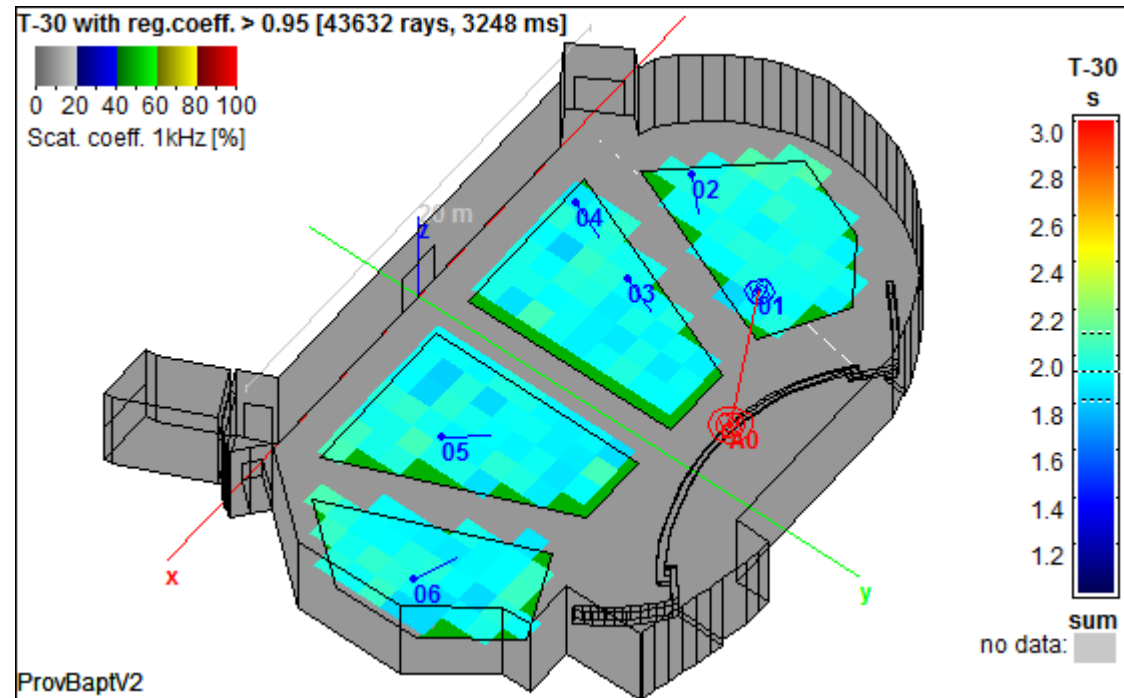 T-30 with reg.coeff. > 0.95 [43632 rays, 3248 ms]
0 20 40 60 80 100
Scat. coeff. 1kHz [%]
T-30
s
3.0
2.8
2.6
2.4
2.2
2.0
1.8
1.6
1.4
1.2
sum
no data:
20 m
z
02
04
03
01
A0
05
06
x
y
ProvBaptV2